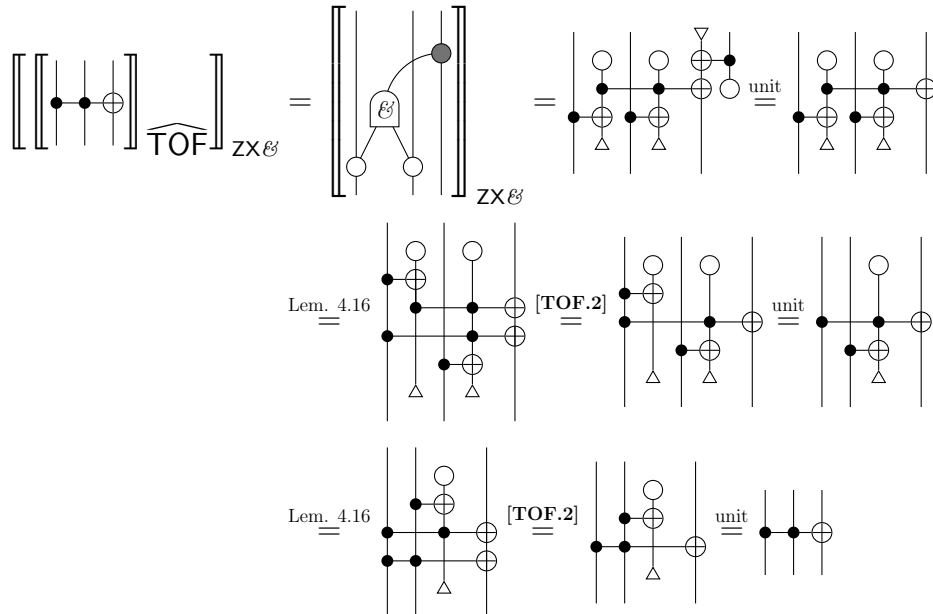 ⟦ ⟦ ⟧ TOF̂ ⟧ ZX& = ⟦ & ⟧ ZX& = unit =
Lem. 4.16 = [TOF.2] = unit =
Lem. 4.16 = [TOF.2] = unit =